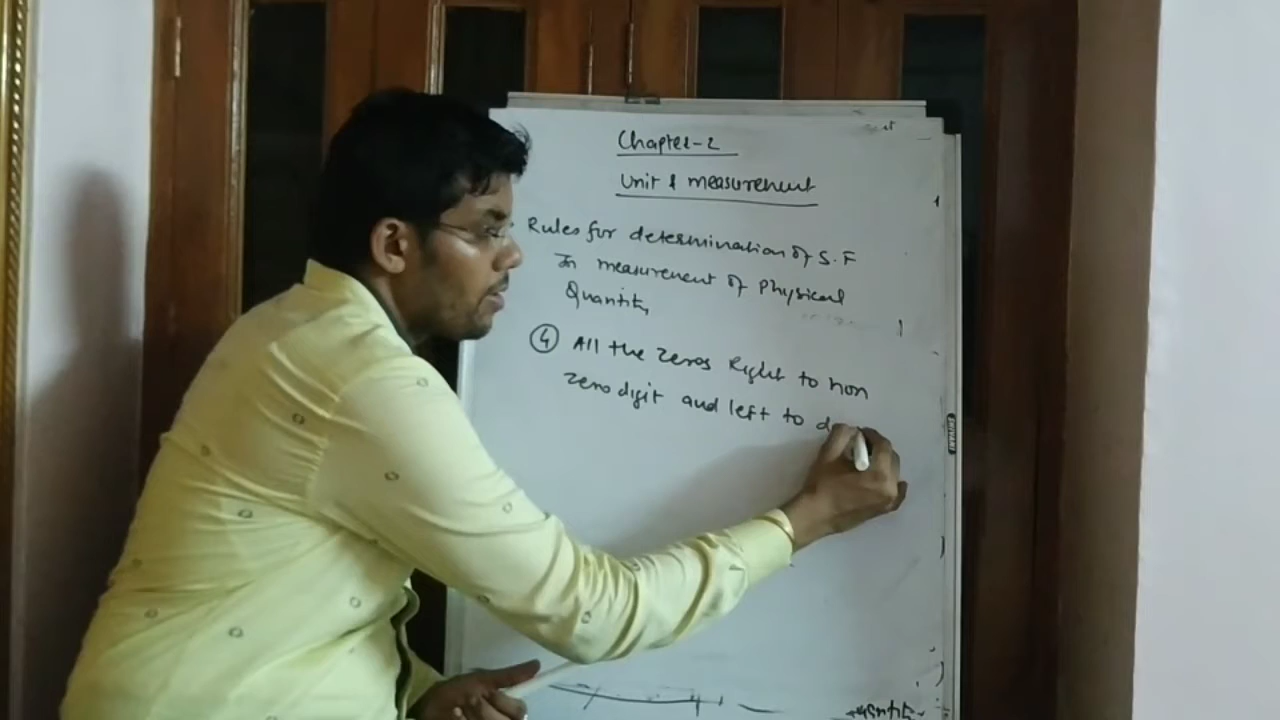 Chapter-2
Unit & measurement
Rules for determination of S.F
In measurement of Physical
Quantity
④ All the zeros Right to non
zero digit and left to d